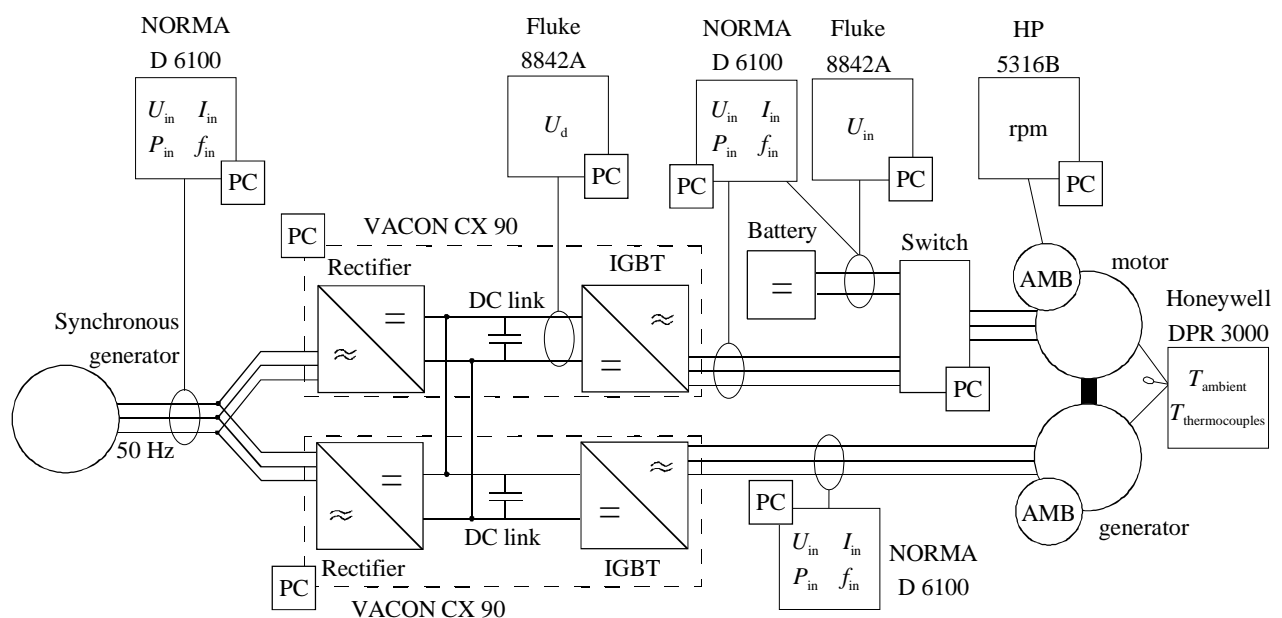 NORMA
D 6100
U_in I_in
P_in f_in
PC
Fluke
8842A
U_d
PC
NORMA
D 6100
U_in I_in
P_in f_in
PC
Fluke
8842A
U_in
PC
HP
5316B
rpm
PC
PC
VACON CX 90
Rectifier
=
≈
DC link
IGBT
≈
=
Battery
=
Switch
PC
AMB
motor
Honeywell
DPR 3000
T_ambient
T_thermocouples
Synchronous
generator
50 Hz
=
≈
Rectifier
DC link
≈
=
IGBT
PC
VACON CX 90
PC
U_in I_in
P_in f_in
NORMA
D 6100
AMB
generator